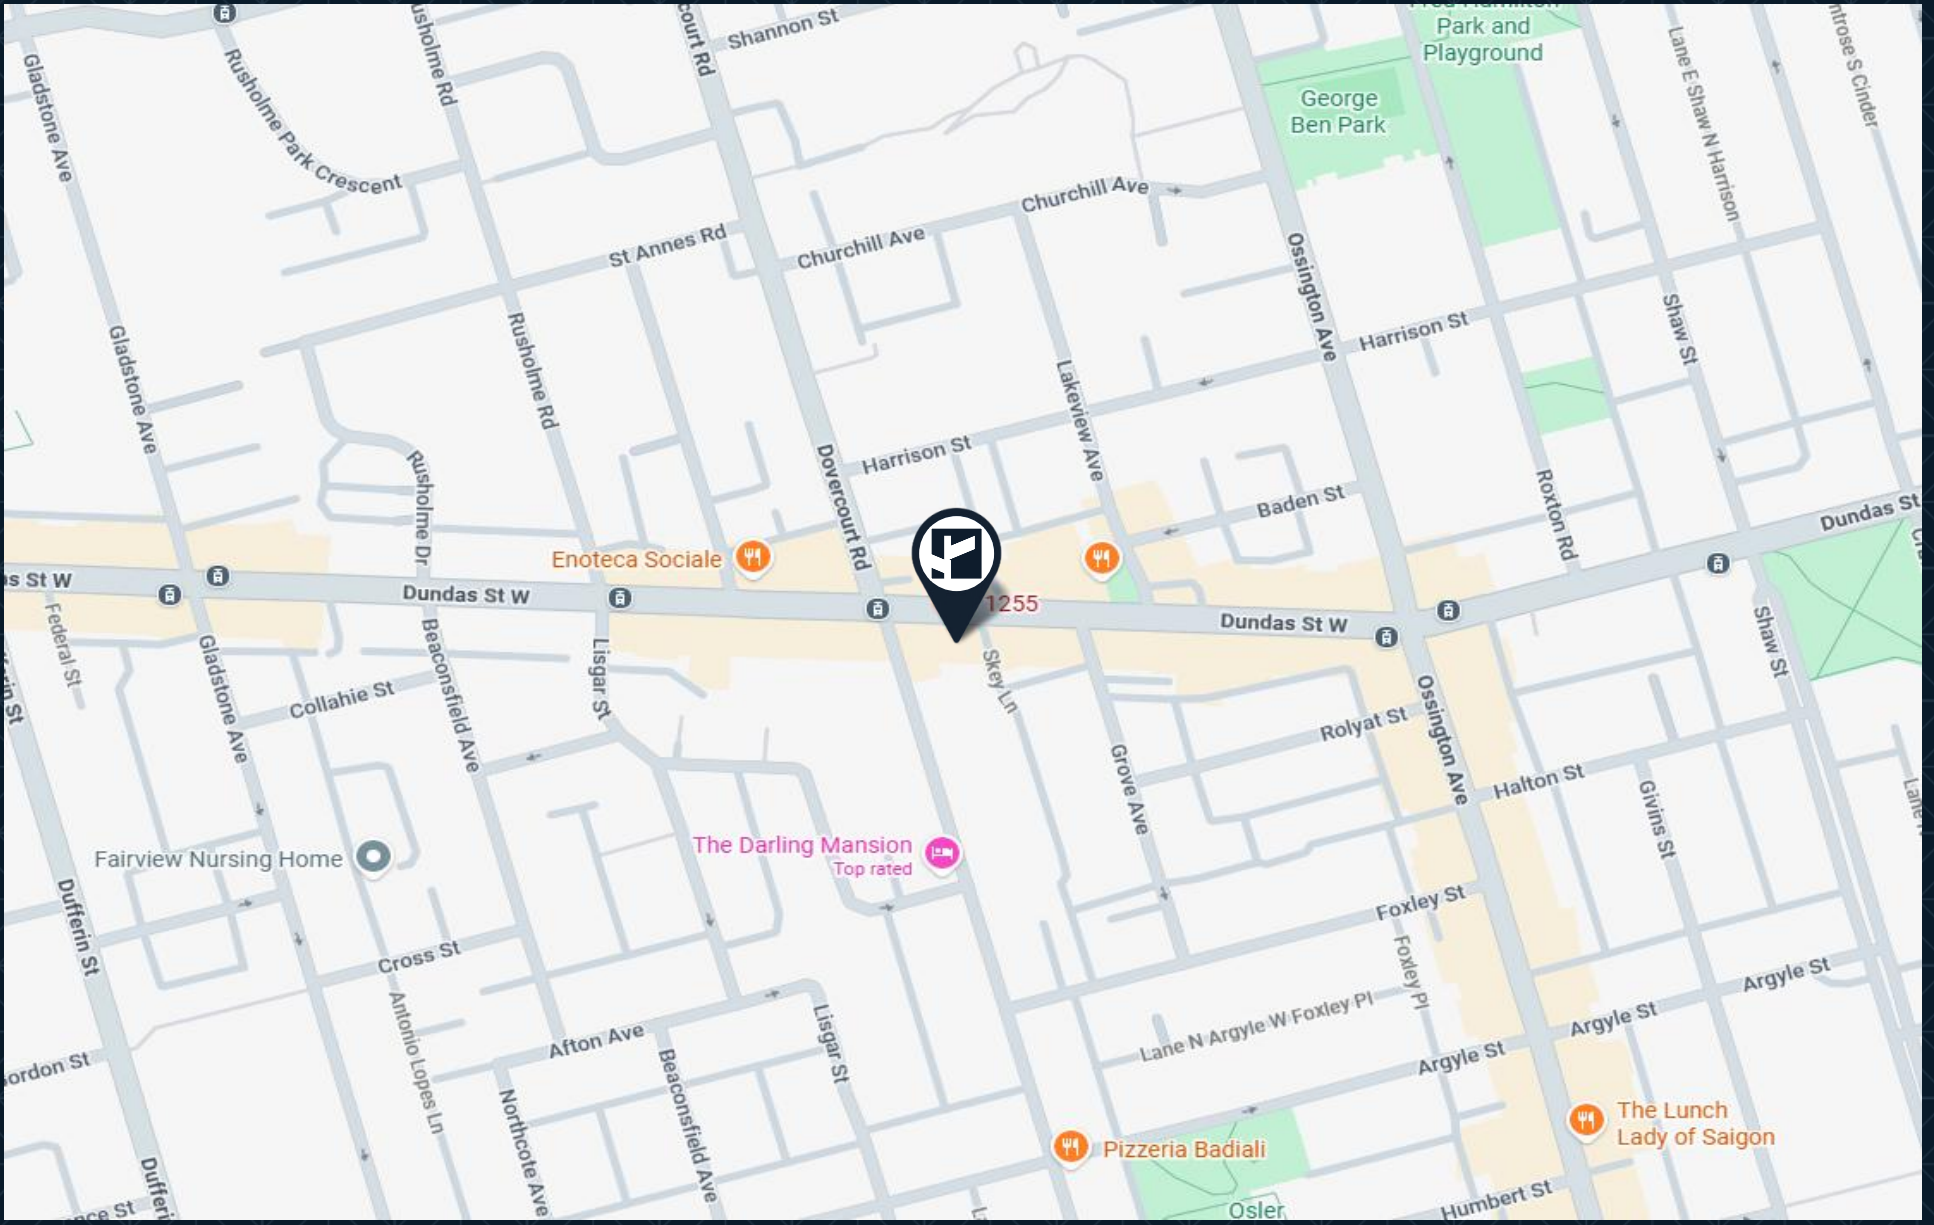 Shannon St
Park and
Playground
George
Ben Park
Lane E Shaw N Harrison
Gladstone Ave
Rusholme Park Crescent
Churchill Ave
Churchill Ave
St Annes Rd
Ossington Ave
Harrison St
Shaw St
Gladstone Ave
Rusholme Rd
Lakeview Ave
Harrison St
Dovercourt Rd
Rusholme Dr
Baden St
Roxton Rd
Dundas St
Enoteca Sociale
St W
Dundas St W
1255
Dundas St W
Federal St
Gladstone Ave
Beaconsfield Ave
Lisgar St
Skey Ln
Shaw St
Collahie St
Rolyat St
Ossington Ave
Grove Ave
Halton St
Givins St
The Darling Mansion
Top rated
Fairview Nursing Home
Dufferin St
Foxley St
Cross St
Foxley Pl
Argyle St
Antonio Lopes Ln
Lane N Argyle W Foxley Pl
Argyle St
Afton Ave
Lisgar St
Argyle St
Beaconsfield Ave
Northcote Ave
The Lunch
Lady of Saigon
Pizzeria Badiali
Humbert St
Osler